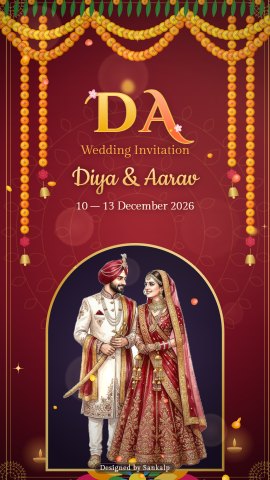 DA
Wedding Invitation
Diya & Aarav
10 — 13 December 2026
Designed by Sankalp